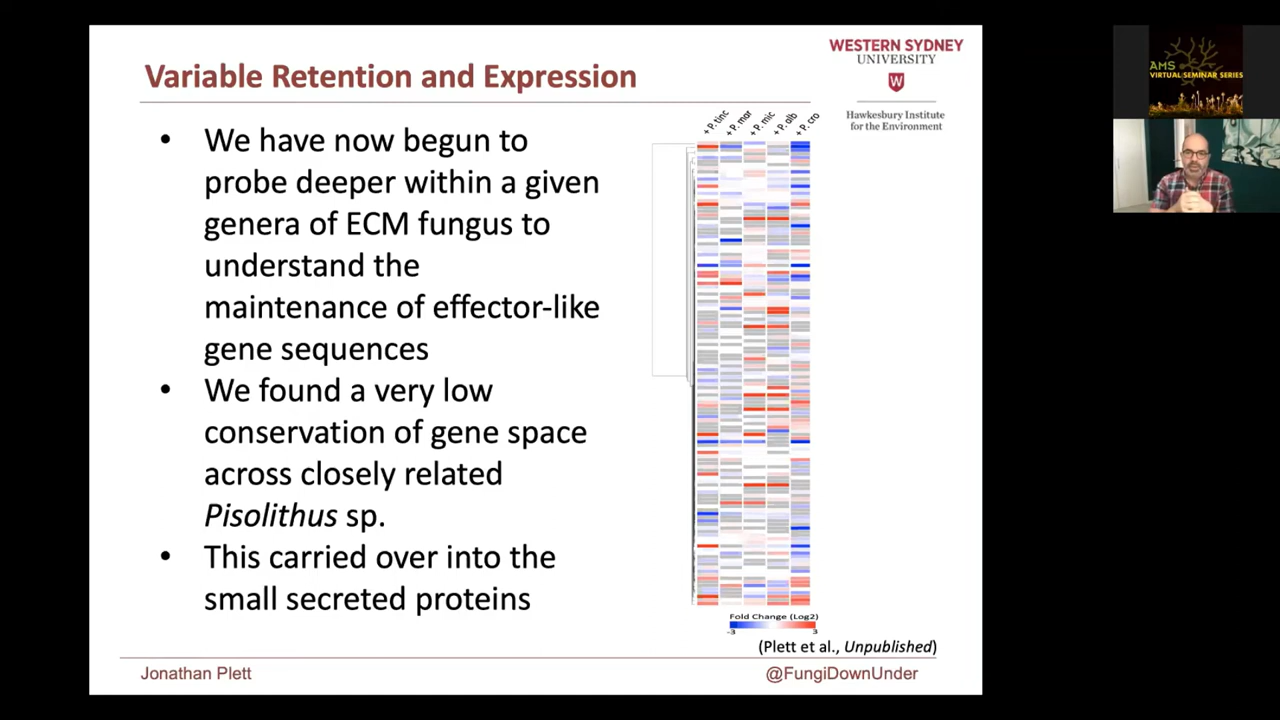 Variable Retention and Expression
WESTERN SYDNEY
UNIVERSITY
W
Hawkesbury Institute
for the Environment
• We have now begun to
probe deeper within a given
genera of ECM fungus to
understand the
maintenance of effector-like
gene sequences
• We found a very low
conservation of gene space
across closely related
Pisolithus sp.
• This carried over into the
small secreted proteins
+ P. tinc
+ P. mar
+ P. mic
+ P. alb
+ P. cro
Fold Change (Log2)
-3 3
(Plett et al., Unpublished)
Jonathan Plett
@FungiDownUnder
AMS
VIRTUAL SEMINAR SERIES